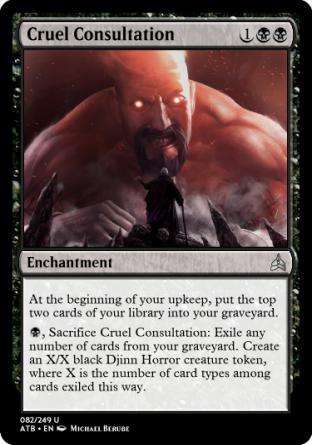 Cruel Consultation 1
Enchantment
At the beginning of your upkeep, put the top
two cards of your library into your graveyard.
, Sacrifice Cruel Consultation: Exile any
number of cards from your graveyard. Create
an X/X black Djinn Horror creature token,
where X is the number of card types among
cards exiled this way.
082/249 U
ATB • EN MICHAEL BERUBE